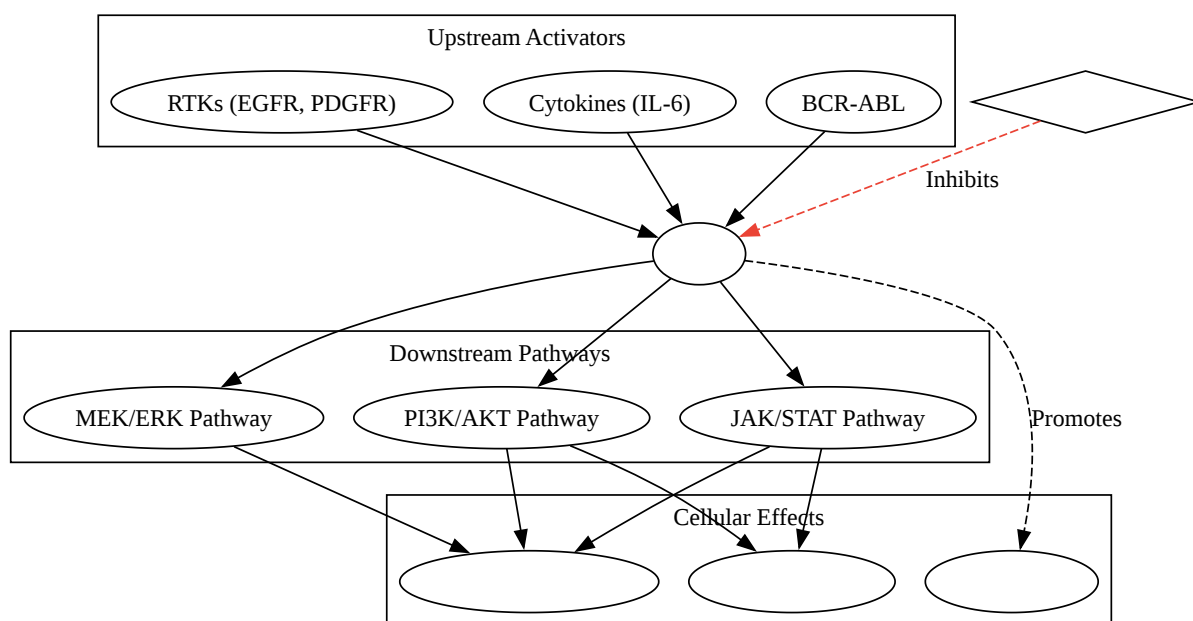 Upstream Activators
RTKs (EGFR, PDGFR)
Cytokines (IL-6)
BCR-ABL
Inhibits
Downstream Pathways
MEK/ERK Pathway
PI3K/AKT Pathway
JAK/STAT Pathway
Promotes
Cellular Effects